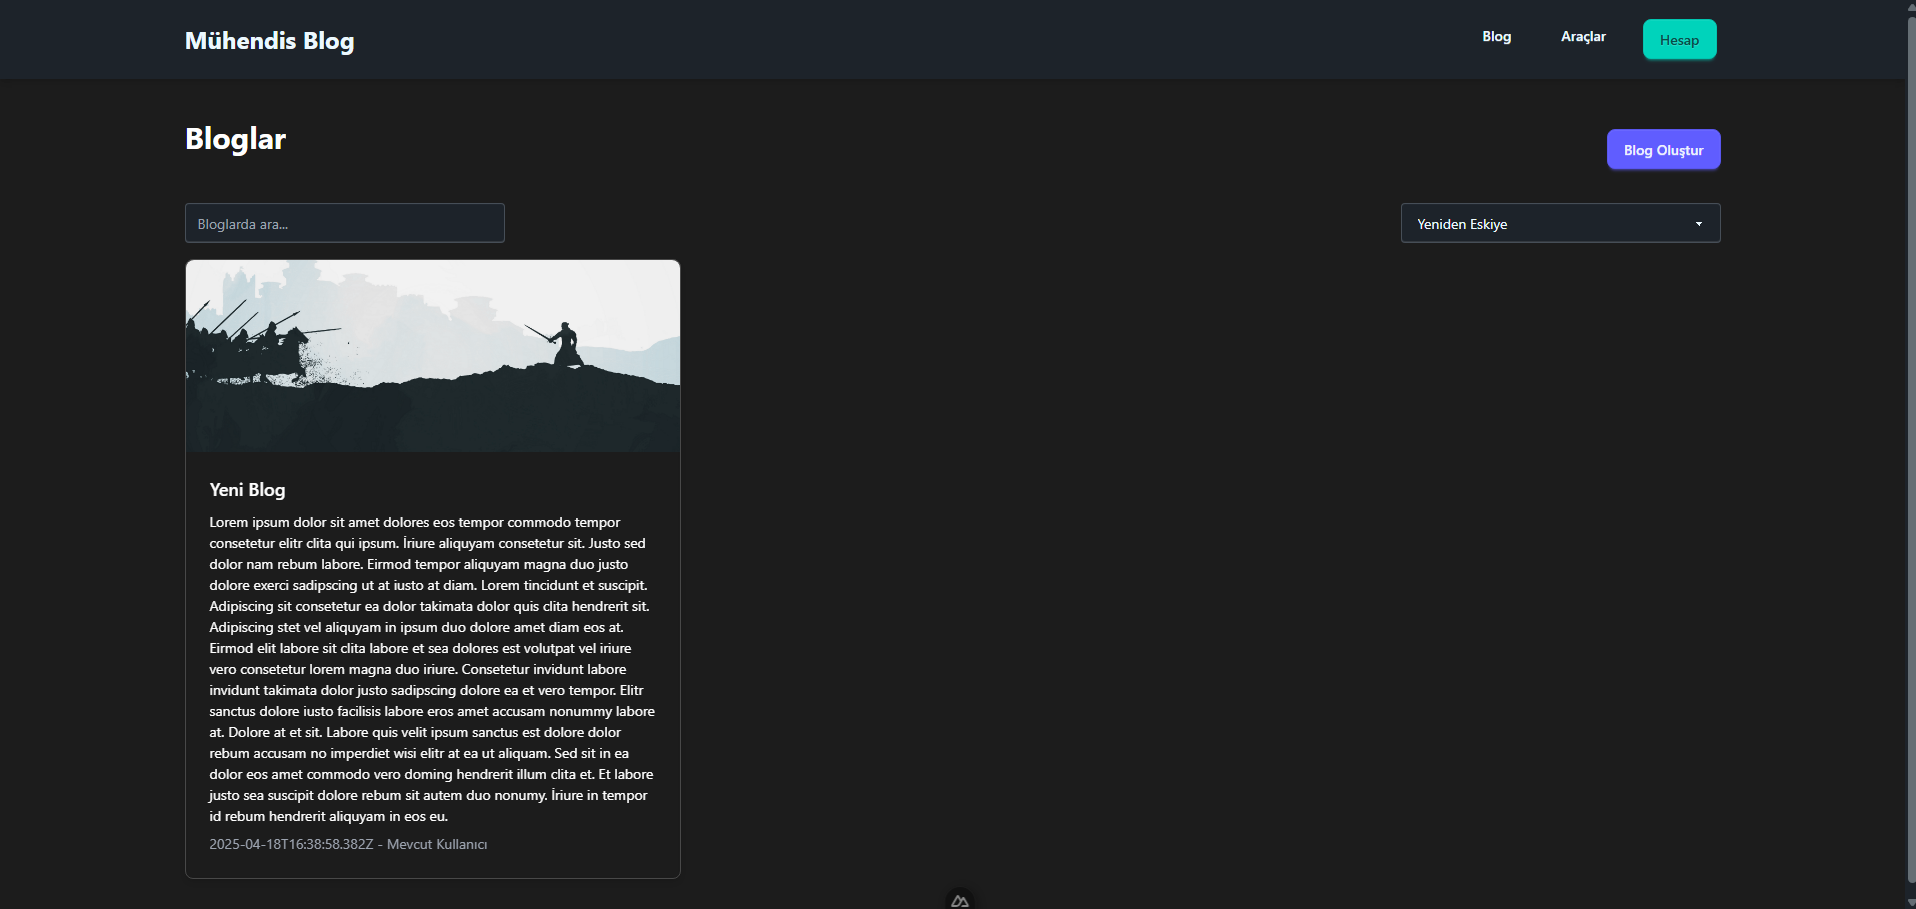 Mühendis Blog
Blog
Araçlar
Hesap
Bloglar
Blog Oluştur
Bloglarda ara...
Yeniden Eskiye
Yeni Blog
Lorem ipsum dolor sit amet dolores eos tempor commodo tempor
consetetur elitr clita qui ipsum. İriure aliquyam consetetur sit. Justo sed
dolor nam rebum labore. Eirmod tempor aliquyam magna duo justo
dolore exerci sadipscing ut at iusto at diam. Lorem tincidunt et suscipit.
Adipiscing sit consetetur ea dolor takimata dolor quis clita hendrerit sit.
Adipiscing stet vel aliquyam in ipsum duo dolore amet diam eos at.
Eirmod elit labore sit clita labore et sea dolores est volutpat vel iriure
vero consetetur lorem magna duo iriure. Consetetur invidunt labore
invidunt takimata dolor justo sadipscing dolore ea et vero tempor. Elitr
sanctus dolore iusto facilisis labore eros amet accusam nonummy labore
at. Dolore at et sit. Labore quis velit ipsum sanctus est dolore dolor
rebum accusam no imperdiet wisi elitr at ea ut aliquam. Sed sit in ea
dolor eos amet commodo vero doming hendrerit illum clita et. Et labore
justo sea suscipit dolore rebum sit autem duo nonumy. İriure in tempor
id rebum hendrerit aliquyam in eos eu.
2025-04-18T16:38:58.382Z - Mevcut Kullanıcı